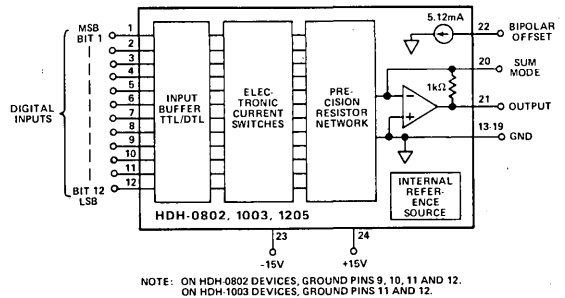 5.12mA
22 BIPOLAR OFFSET
MSB
BIT 1
1
2
3
4
5
6
7
8
9
10
11
12
BIT 12
LSB
DIGITAL
INPUTS
INPUT
BUFFER
TTL/DTL
ELEC-
TRONIC
CURRENT
SWITCHES
PRE-
CISION
RESISTOR
NETWORK
1kΩ
−
+
20 SUM
MODE
21 OUTPUT
13-19 GND
INTERNAL
REFER-
ENCE
SOURCE
HDH-0802, 1003, 1205
23
24
-15V
+15V
NOTE: ON HDH-0802 DEVICES, GROUND PINS 9, 10, 11 AND 12.
ON HDH-1003 DEVICES, GROUND PINS 11 AND 12.